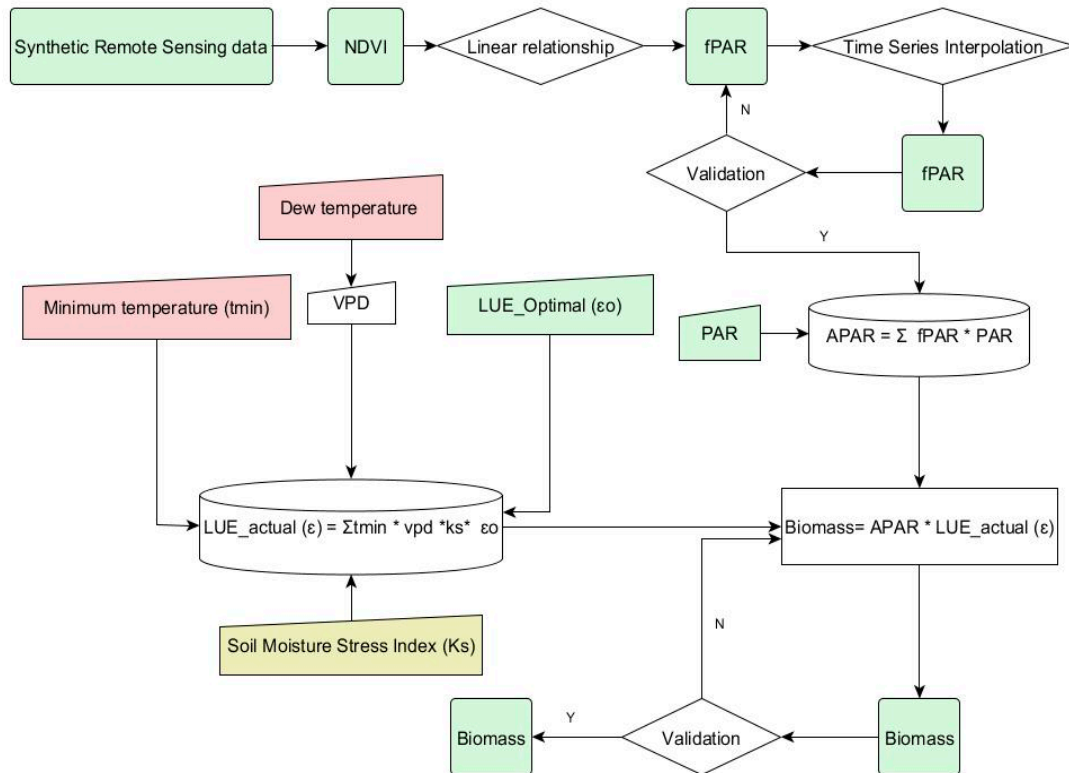 Synthetic Remote Sensing data
NDVI
Linear relationship
fPAR
Time Series Interpolation
N
Validation
fPAR
Dew temperature
Y
Minimum temperature (tmin)
VPD
LUE_Optimal (εo)
PAR
APAR = Σ fPAR * PAR
LUE_actual (ε) = Σtmin * vpd *ks* εo
Biomass= APAR * LUE_actual (ε)
Soil Moisture Stress Index (Ks)
N
Biomass
Y
Validation
Biomass